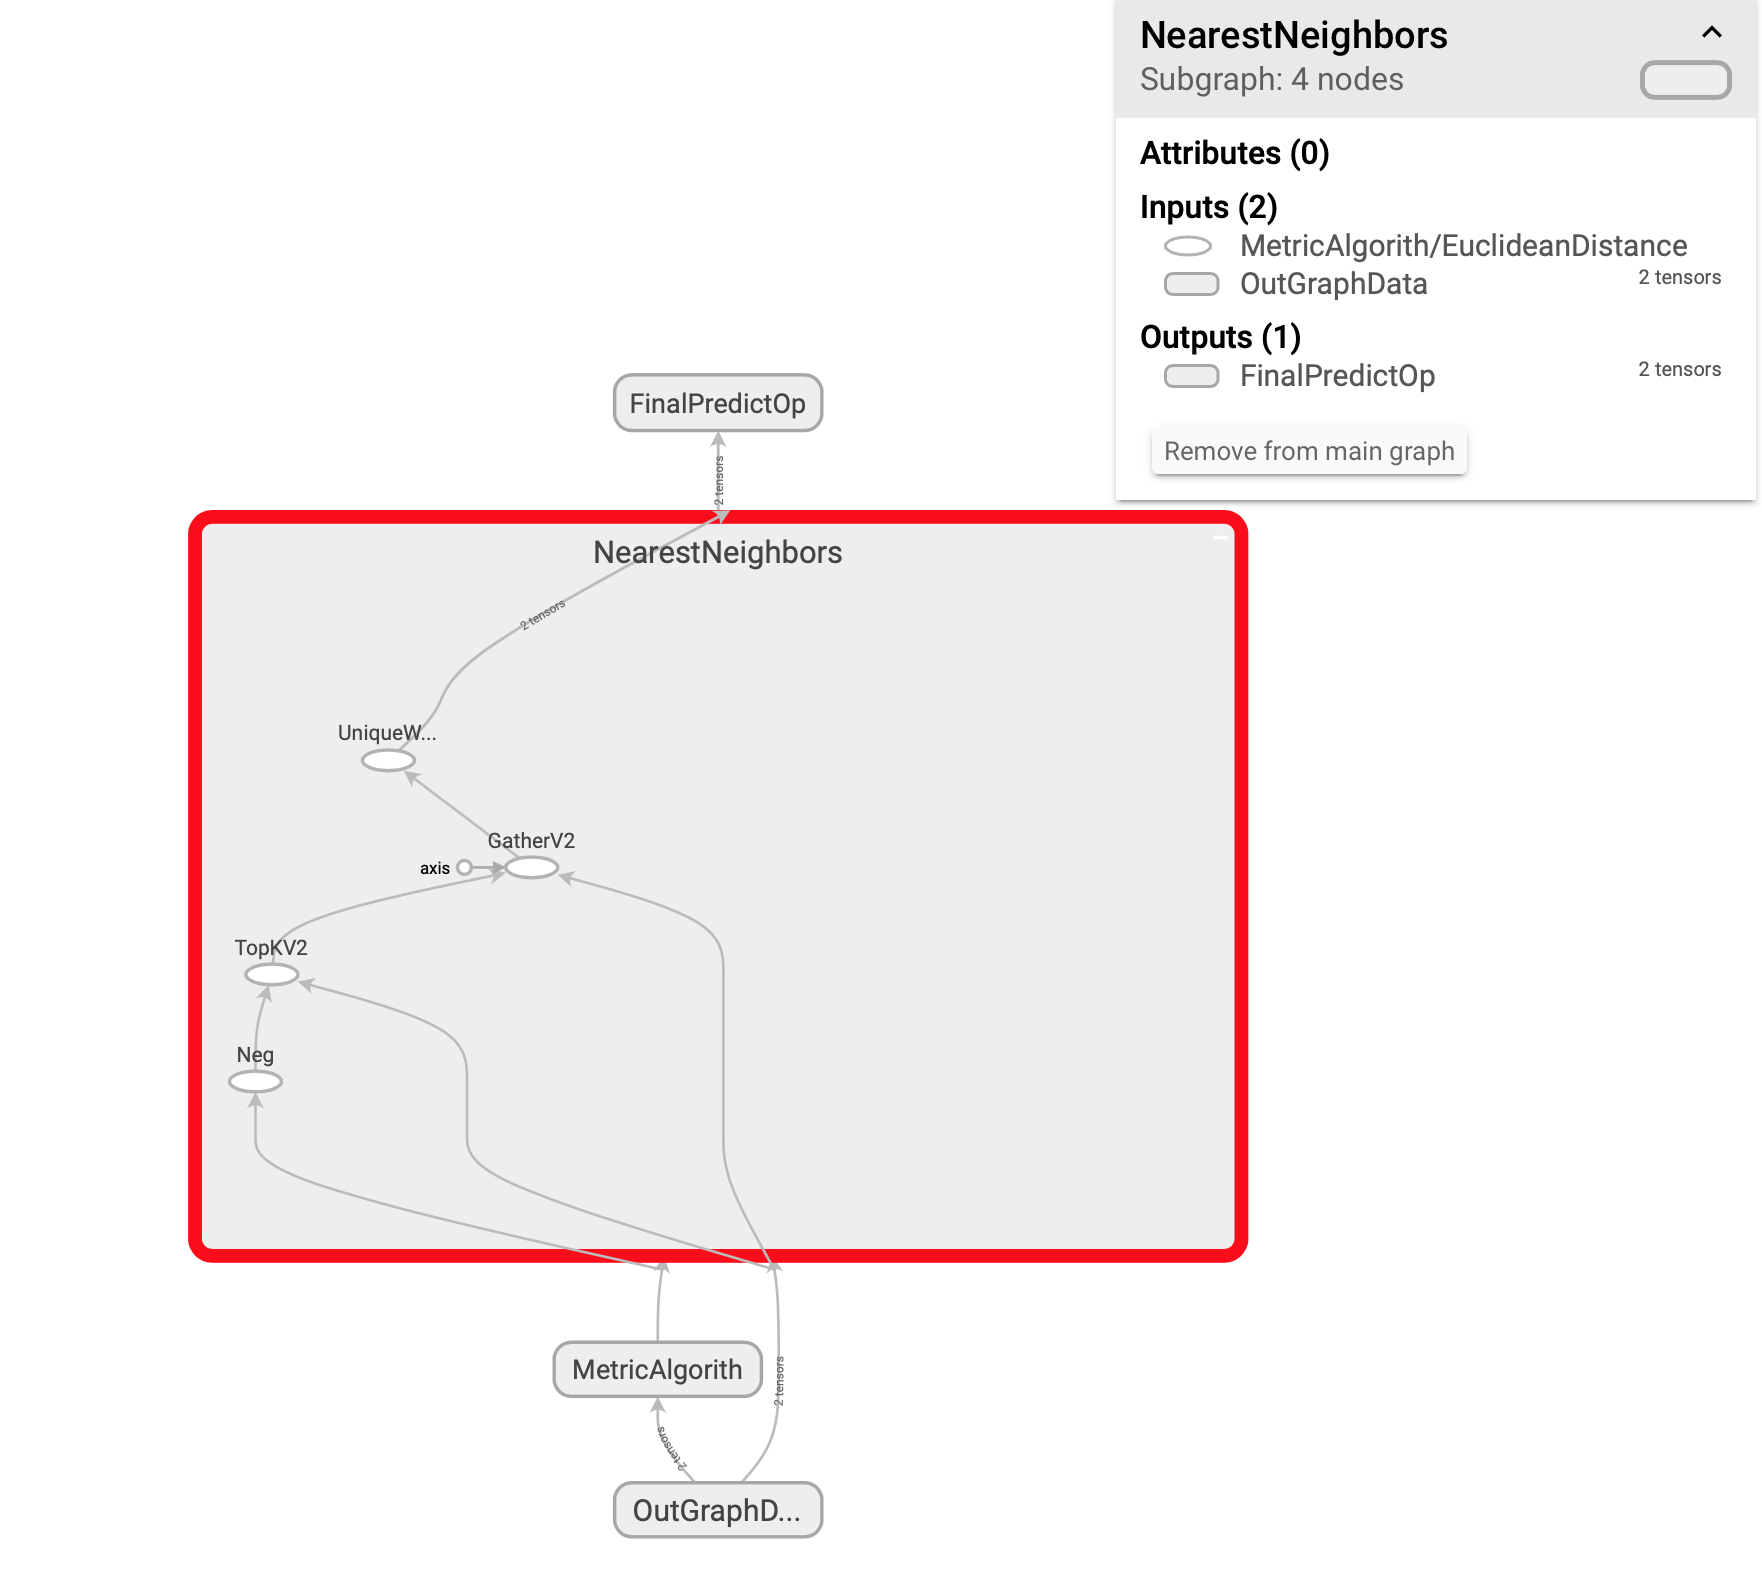 NearestNeighbors
Subgraph: 4 nodes
Attributes (0)
Inputs (2)
MetricAlgorith/EuclideanDistance
OutGraphData 2 tensors
Outputs (1)
FinalPredictOp 2 tensors
Remove from main graph
FinalPredictOp
2 tensors
NearestNeighbors
2 tensors
UniqueW...
GatherV2
axis
TopKV2
Neg
MetricAlgorith
2 tensors
2 tensors
OutGraphD...